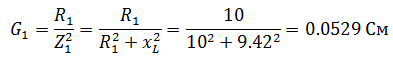 G₁ = R₁ / Z₁² = R₁ / (R₁² + x_L²) = 10 / (10² + 9.42²) = 0.0529 См